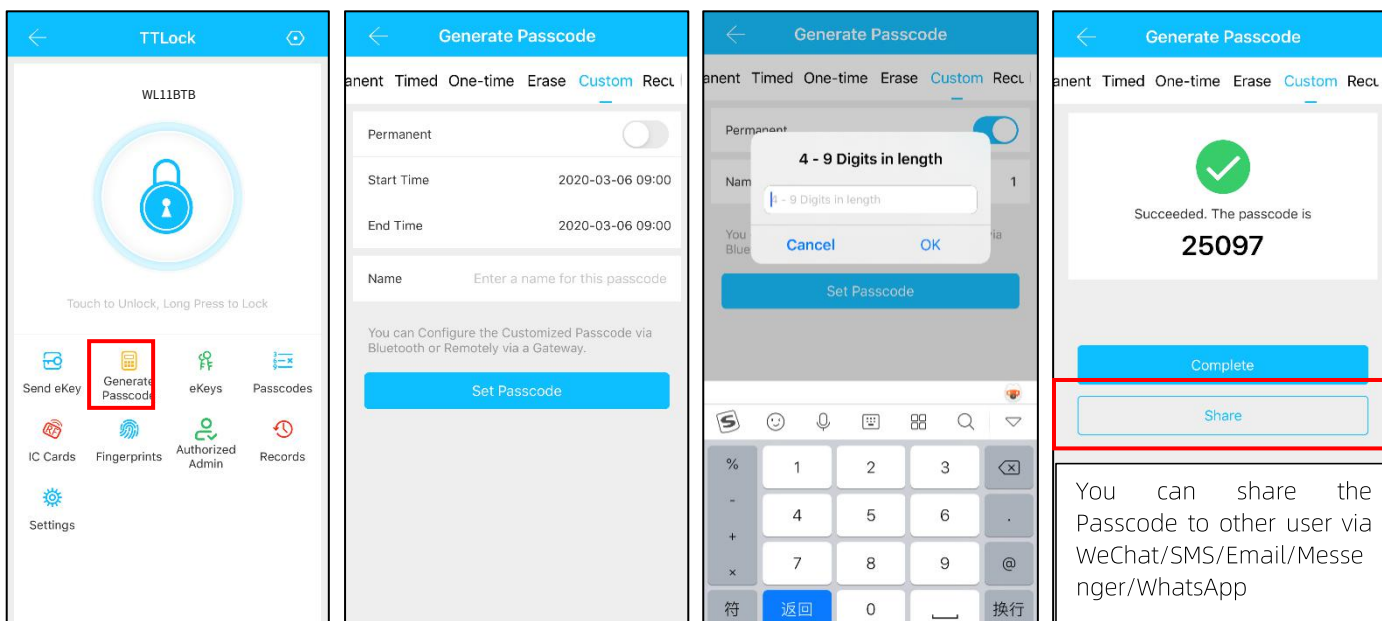 TTLock
WL11BTB
Touch to Unlock, Long Press to Lock
Send eKey
Generate
Passcode
eKeys
Passcodes
IC Cards
Fingerprints
Authorized
Admin
Records
Settings
Generate Passcode
anent Timed One-time Erase Custom Recu
Permanent
Start Time 2020-03-06 09:00
End Time 2020-03-06 09:00
Name Enter a name for this passcode
You can Configure the Customized Passcode via
Bluetooth or Remotely via a Gateway.
Set Passcode
Generate Passcode
anent Timed One-time Erase Custom Recu
Permanent
4 - 9 Digits in length
Nam 1
4 - 9 Digits in length
You via
Blue
Cancel OK
Set Passcode
% 1 2 3
- 4 5 6 .
+
× 7 8 9 @
符 返回 0 换行
Generate Passcode
anent Timed One-time Erase Custom Recu
Succeeded. The passcode is
25097
Complete
Share
You can share the
Passcode to other user via
WeChat/SMS/Email/Messe
nger/WhatsApp